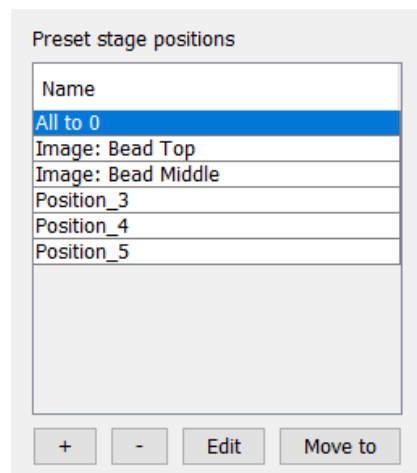 Preset stage positions
Name
All to 0
Image: Bead Top
Image: Bead Middle
Position_3
Position_4
Position_5
+ - Edit Move to